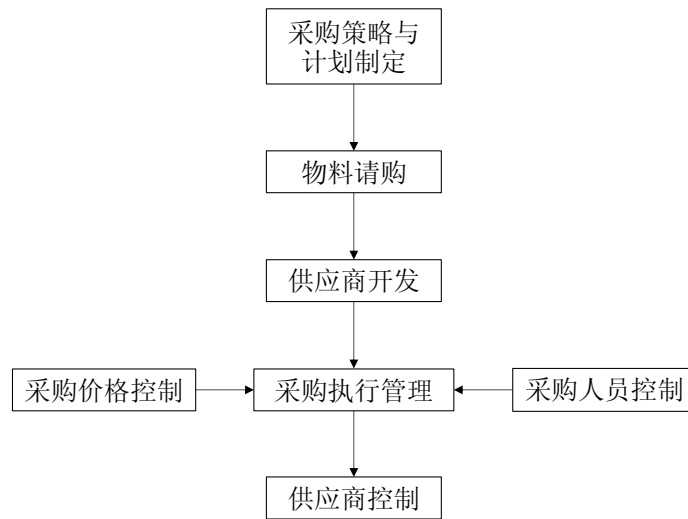 采购策略与
计划制定
物料请购
供应商开发
采购价格控制
采购执行管理
采购人员控制
供应商控制